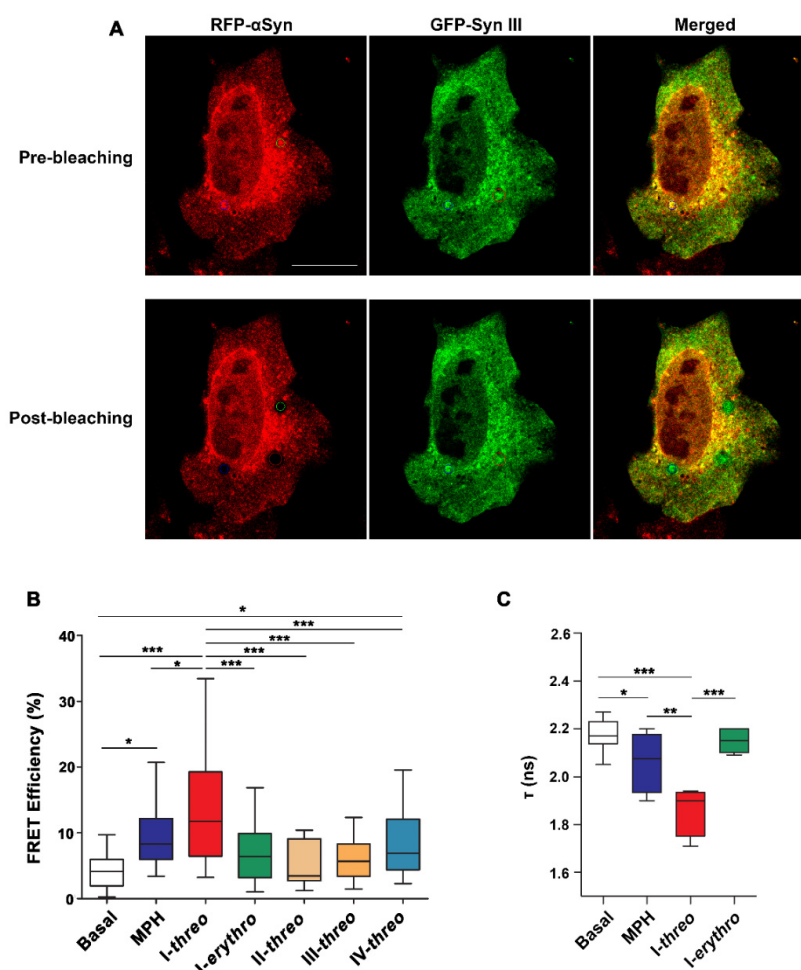 A
RFP-αSyn
GFP-Syn III
Merged
Pre-bleaching
Post-bleaching
B
*
***
***
***
***
*
***
*
40
30
20
10
0
FRET Efficiency (%)
Basal
MPH
I-threo
I-erythro
II-threo
III-threo
IV-threo
C
2.6
2.4
2.2
2.0
1.8
1.6
τ (ns)
***
*
***
**
Basal
MPH
I-threo
I-erythro